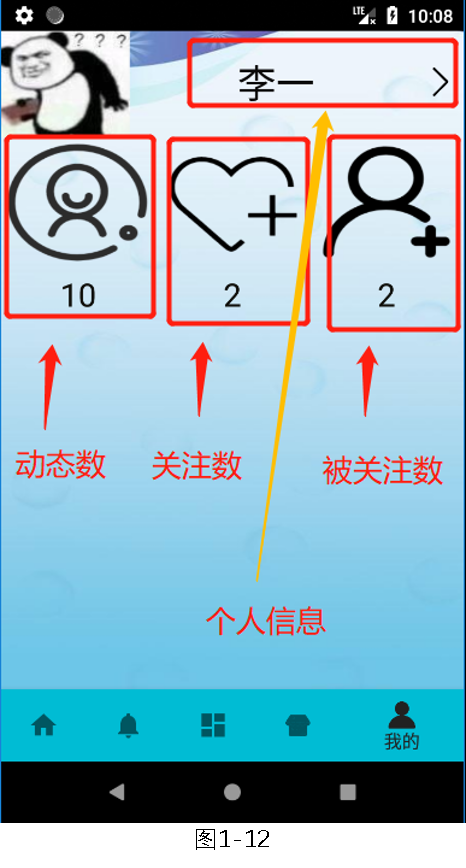 LTE 10:08
? ? ?
李一
10 2 2
动态数 关注数 被关注数
个人信息
我的
图1-12